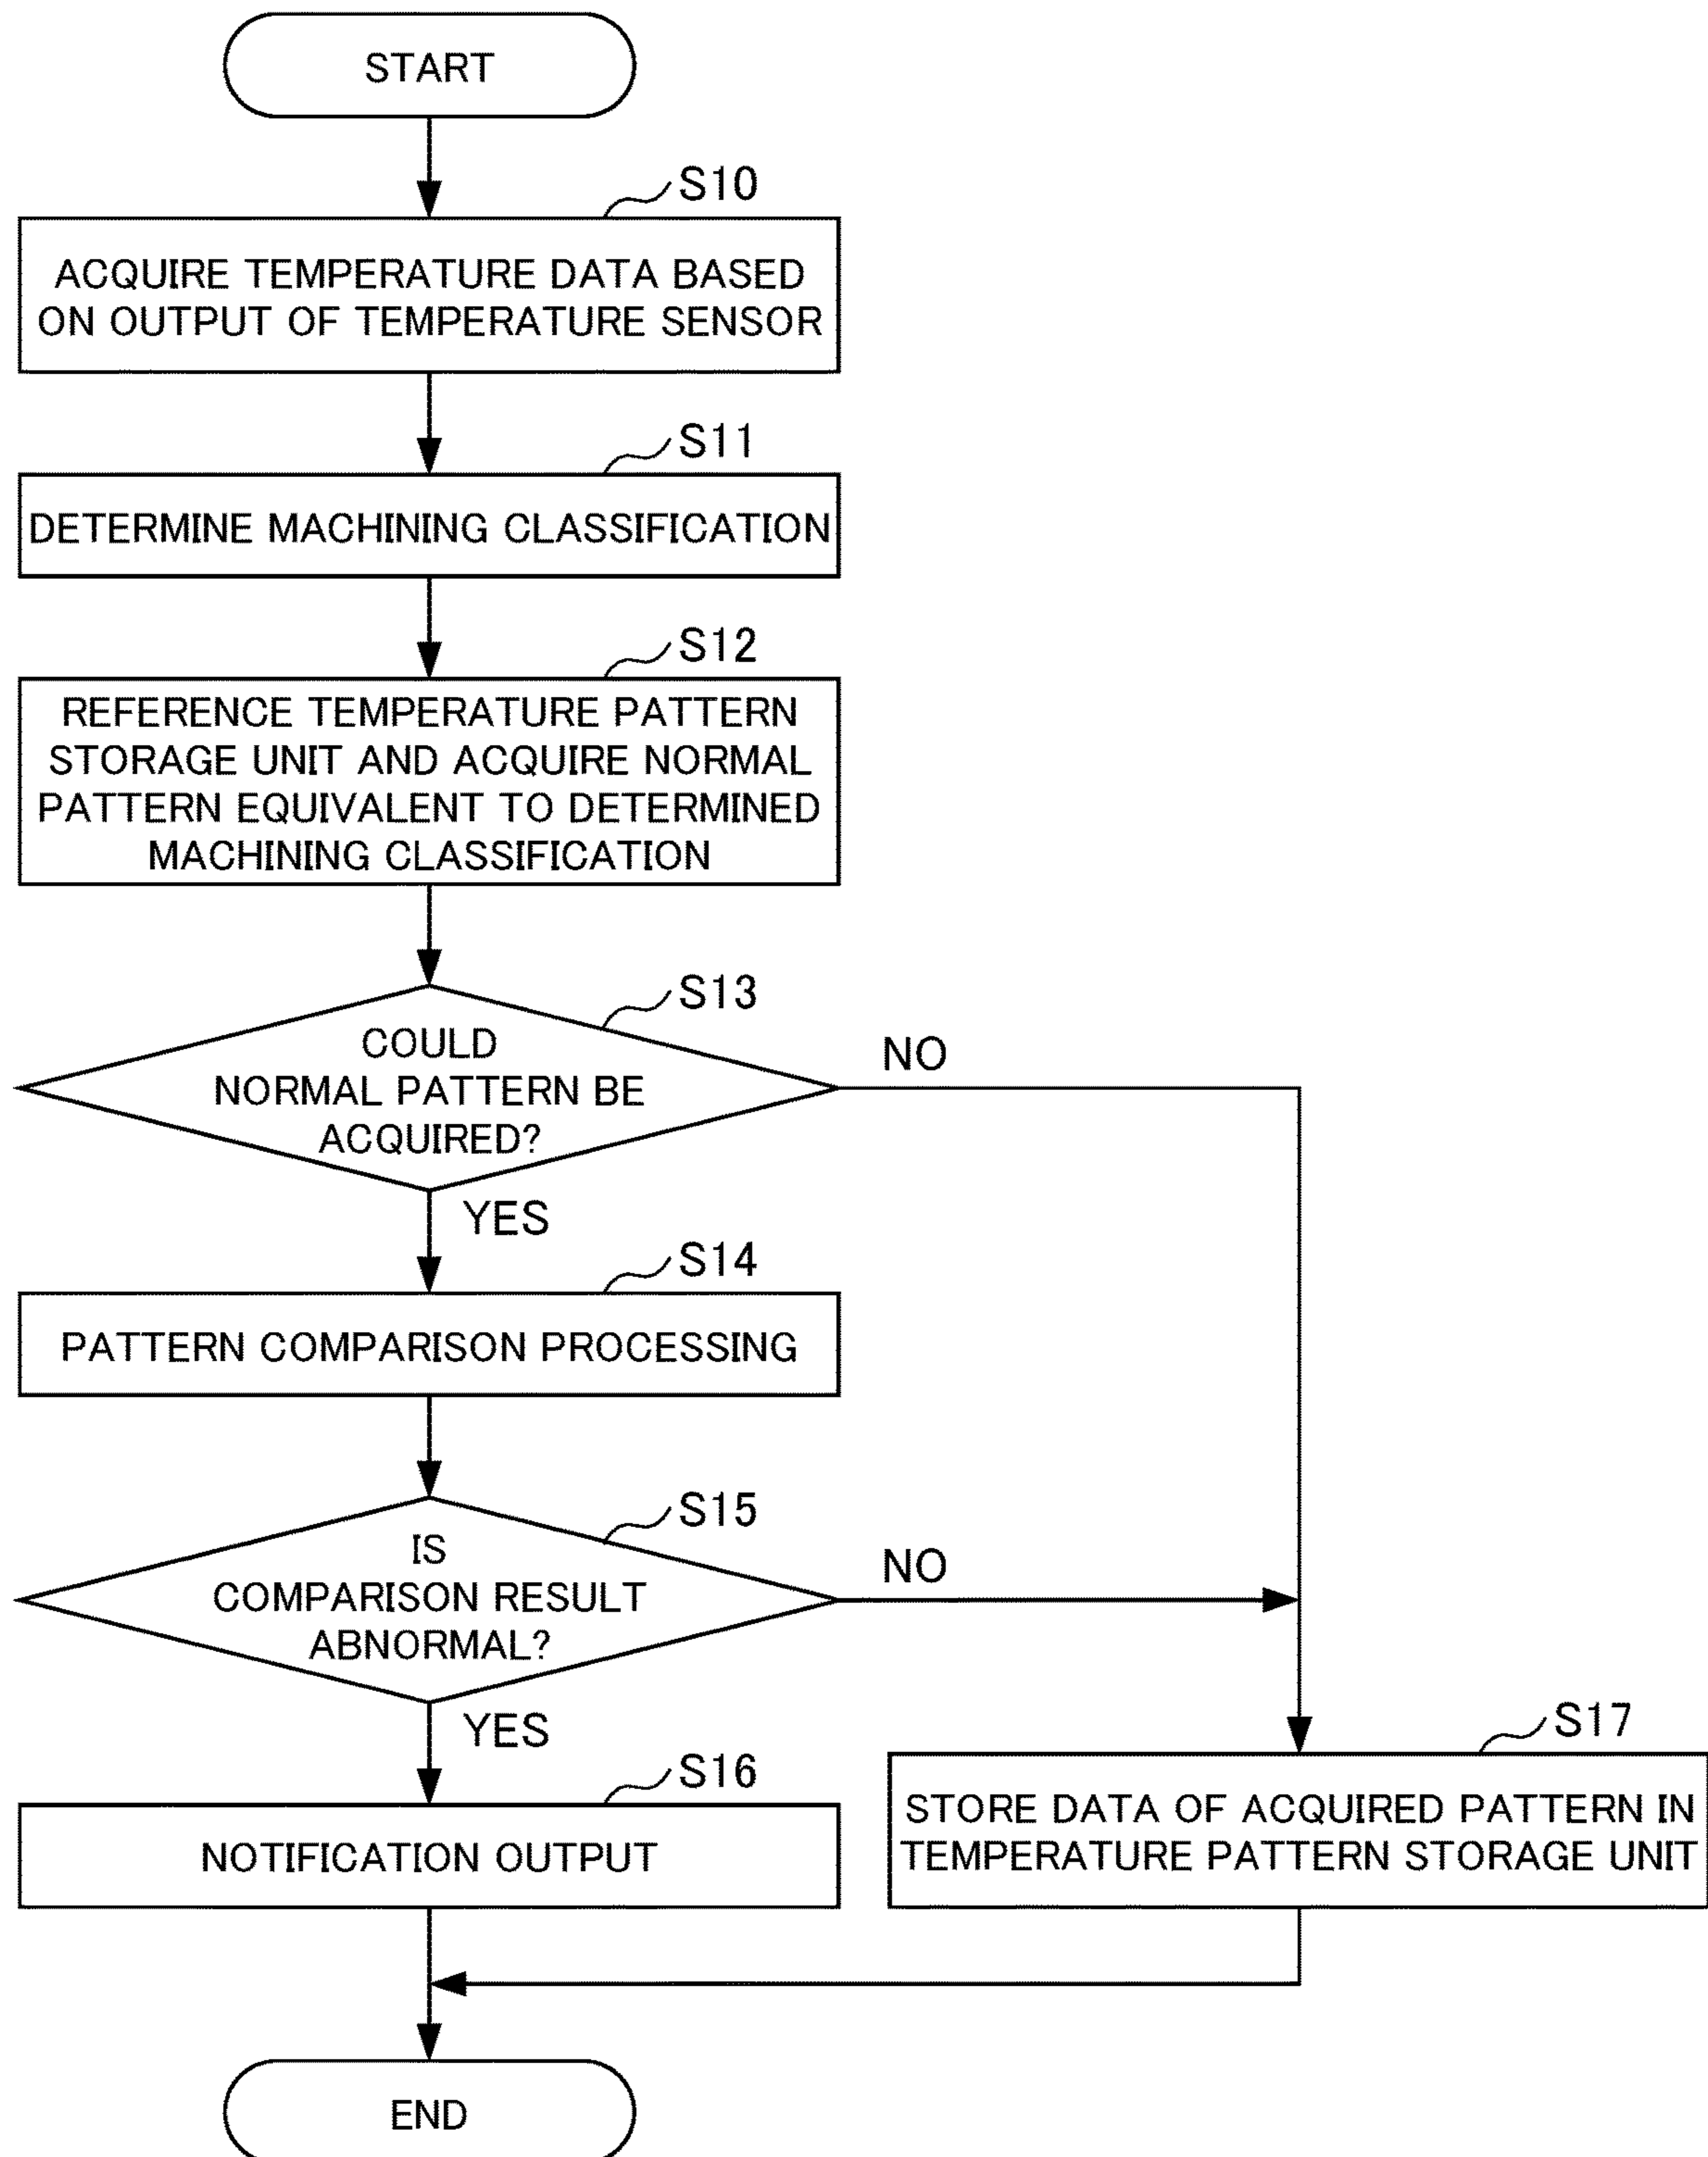 START
S10
ACQUIRE TEMPERATURE DATA BASED
ON OUTPUT OF TEMPERATURE SENSOR
S11
DETERMINE MACHINING CLASSIFICATION
S12
REFERENCE TEMPERATURE PATTERN
STORAGE UNIT AND ACQUIRE NORMAL
PATTERN EQUIVALENT TO DETERMINED
MACHINING CLASSIFICATION
S13
COULD
NORMAL PATTERN BE
ACQUIRED?
NO
YES
S14
PATTERN COMPARISON PROCESSING
S15
IS
COMPARISON RESULT
ABNORMAL?
NO
YES
S16
NOTIFICATION OUTPUT
S17
STORE DATA OF ACQUIRED PATTERN IN
TEMPERATURE PATTERN STORAGE UNIT
END